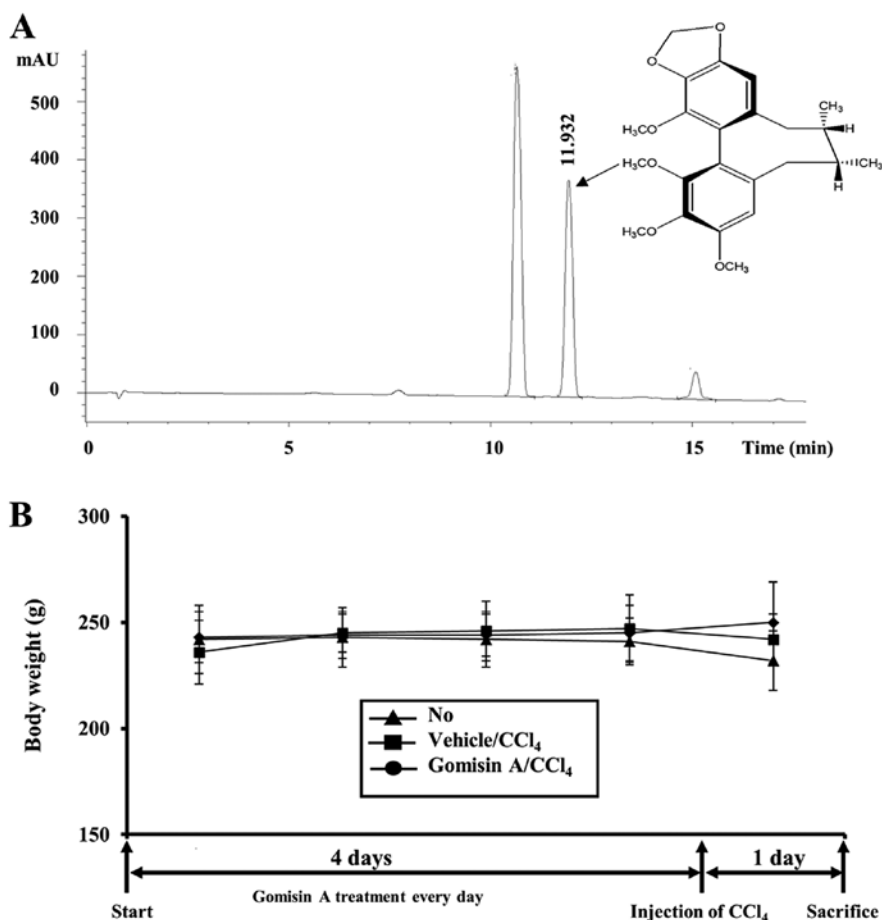 A
mAU
500
400
300
200
100
0
0 5 10 15 Time (min)
11.932
O
O
H₃CO
H₃CO
H₃CO
OCH₃
CH₃
H
CH₃
H
B
Body weight (g)
300
250
200
150
No
Vehicle/CCl₄
Gomisin A/CCl₄
4 days 1 day
Gomisin A treatment every day
Start Injection of CCl₄ Sacrifice